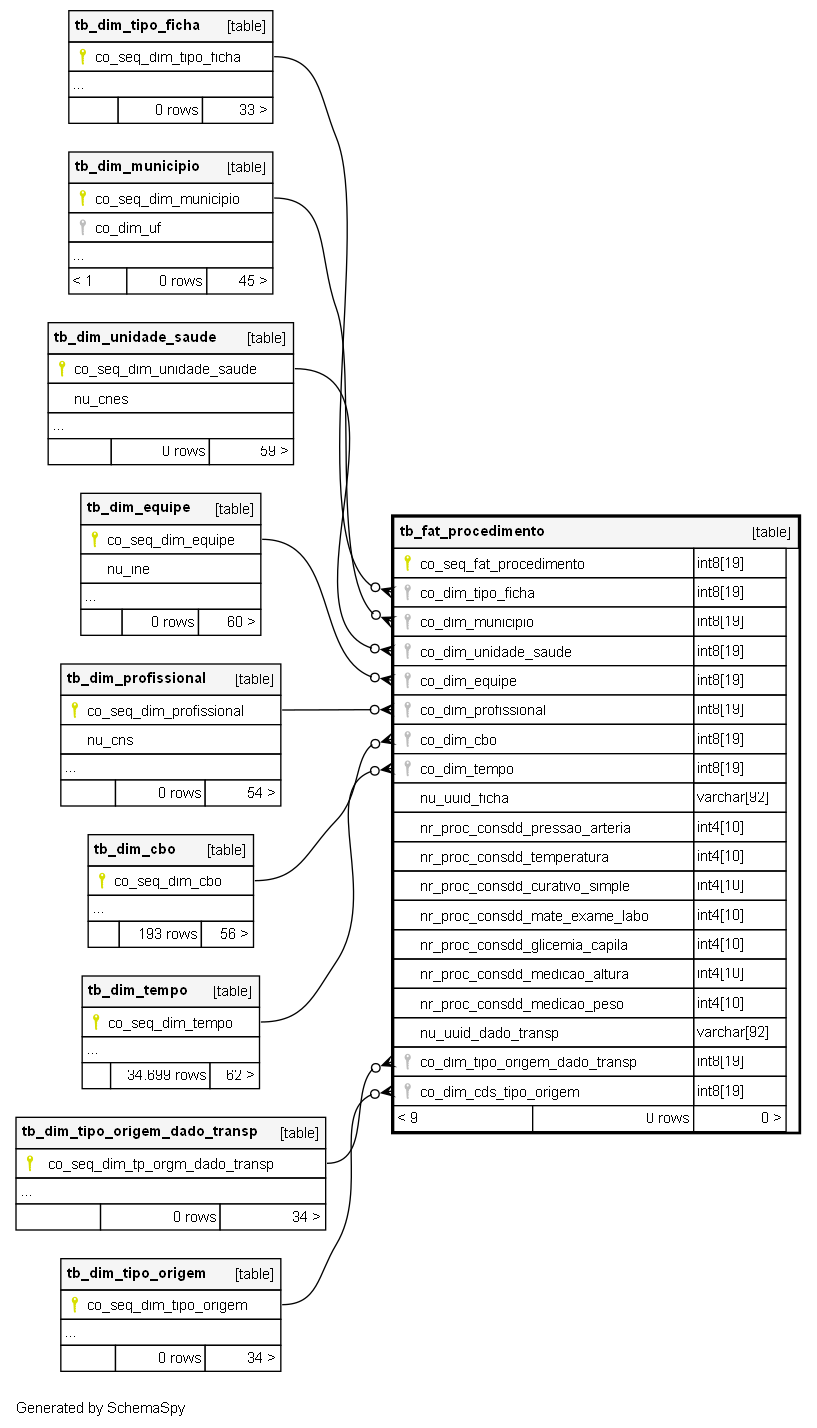 tb_dim_tipo_ficha [table]
co_seq_dim_tipo_ficha
...
0 rows 33 >
tb_dim_municipio [table]
co_seq_dim_municipio
co_dim_uf
...
< 1 0 rows 45 >
tb_dim_unidade_saude [table]
co_seq_dim_unidade_saude
nu_cnes
...
0 rows 59 >
tb_dim_equipe [table]
co_seq_dim_equipe
nu_ine
...
0 rows 60 >
tb_dim_profissional [table]
co_seq_dim_profissional
nu_cns
...
0 rows 54 >
tb_dim_cbo [table]
co_seq_dim_cbo
...
193 rows 56 >
tb_dim_tempo [table]
co_seq_dim_tempo
...
34.699 rows 62 >
tb_dim_tipo_origem_dado_transp [table]
co_seq_dim_tp_orgm_dado_transp
...
0 rows 34 >
tb_dim_tipo_origem [table]
co_seq_dim_tipo_origem
...
0 rows 34 >
tb_fat_procedimento [table]
co_seq_fat_procedimento int8[19]
co_dim_tipo_ficha int8[19]
co_dim_municipio int8[19]
co_dim_unidade_saude int8[19]
co_dim_equipe int8[19]
co_dim_profissional int8[19]
co_dim_cbo int8[19]
co_dim_tempo int8[19]
nu_uuid_ficha varchar[92]
nr_proc_consdd_pressao_arteria int4[10]
nr_proc_consdd_temperatura int4[10]
nr_proc_consdd_curativo_simple int4[10]
nr_proc_consdd_mate_exame_labo int4[10]
nr_proc_consdd_glicemia_capila int4[10]
nr_proc_consdd_medicao_altura int4[10]
nr_proc_consdd_medicao_peso int4[10]
nu_uuid_dado_transp varchar[92]
co_dim_tipo_origem_dado_transp int8[19]
co_dim_cds_tipo_origem int8[19]
< 9 0 rows 0 >
Generated by SchemaSpy